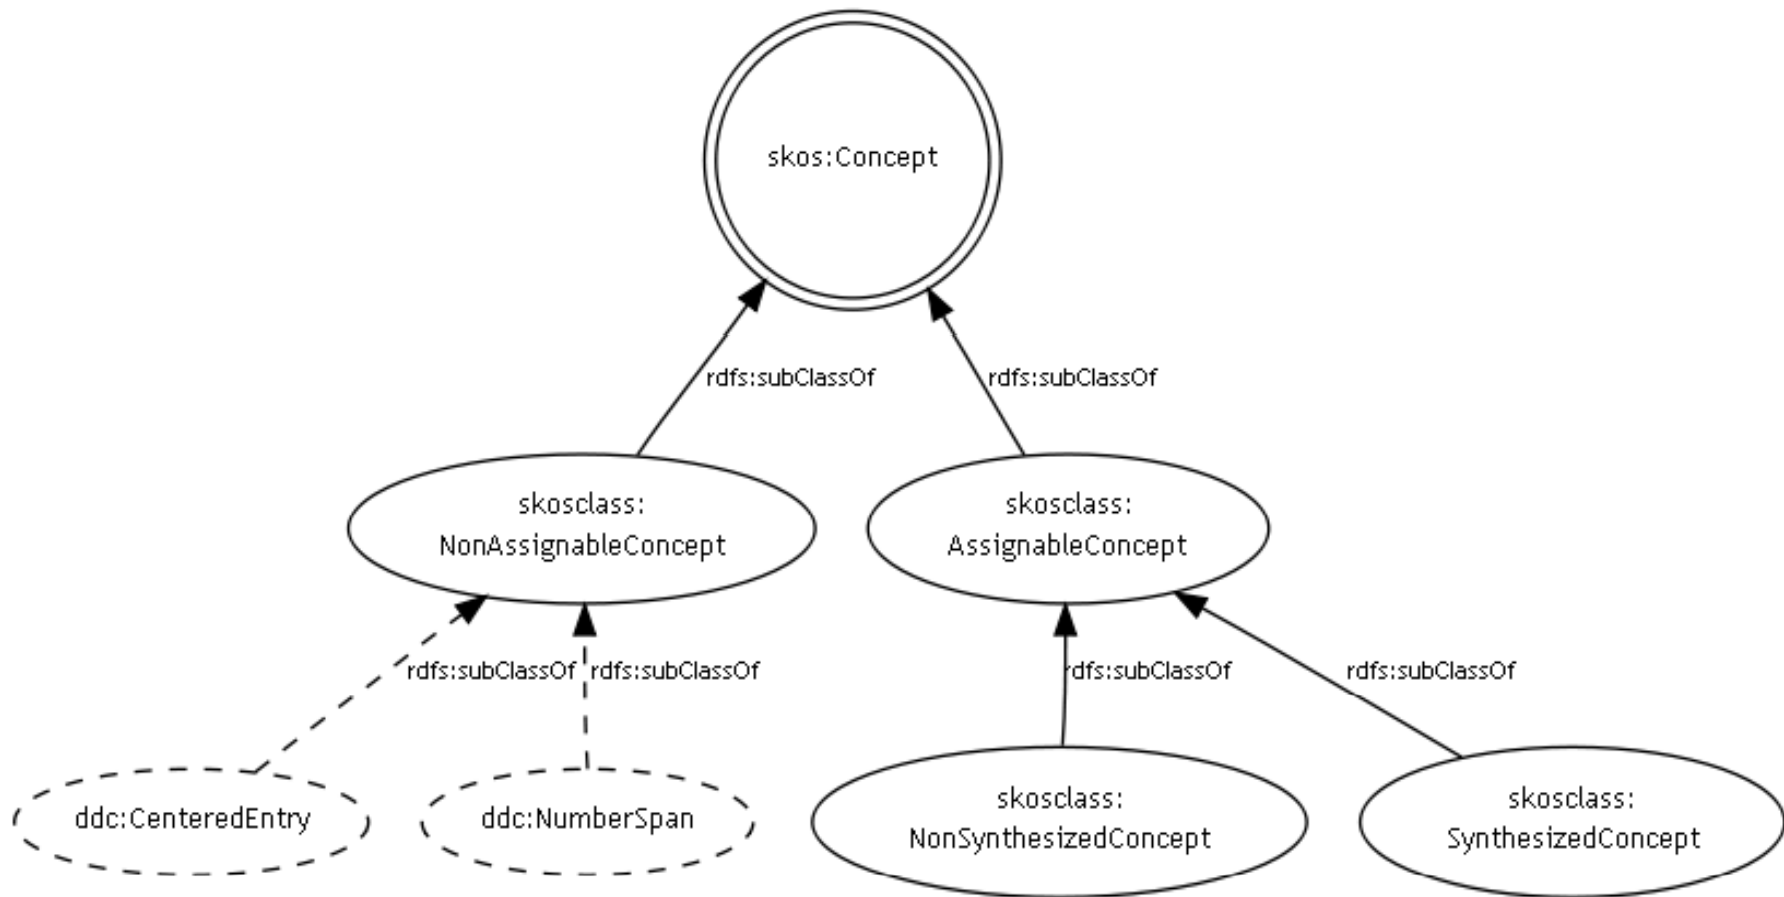 skos:Concept
rdfs:subClassOf
rdfs:subClassOf
skosclass:
NonAssignableConcept
skosclass:
AssignableConcept
rdfs:subClassOf
rdfs:subClassOf
rdfs:subClassOf
rdfs:subClassOf
ddc:CenteredEntry
ddc:NumberSpan
skosclass:
NonSynthesizedConcept
skosclass:
SynthesizedConcept